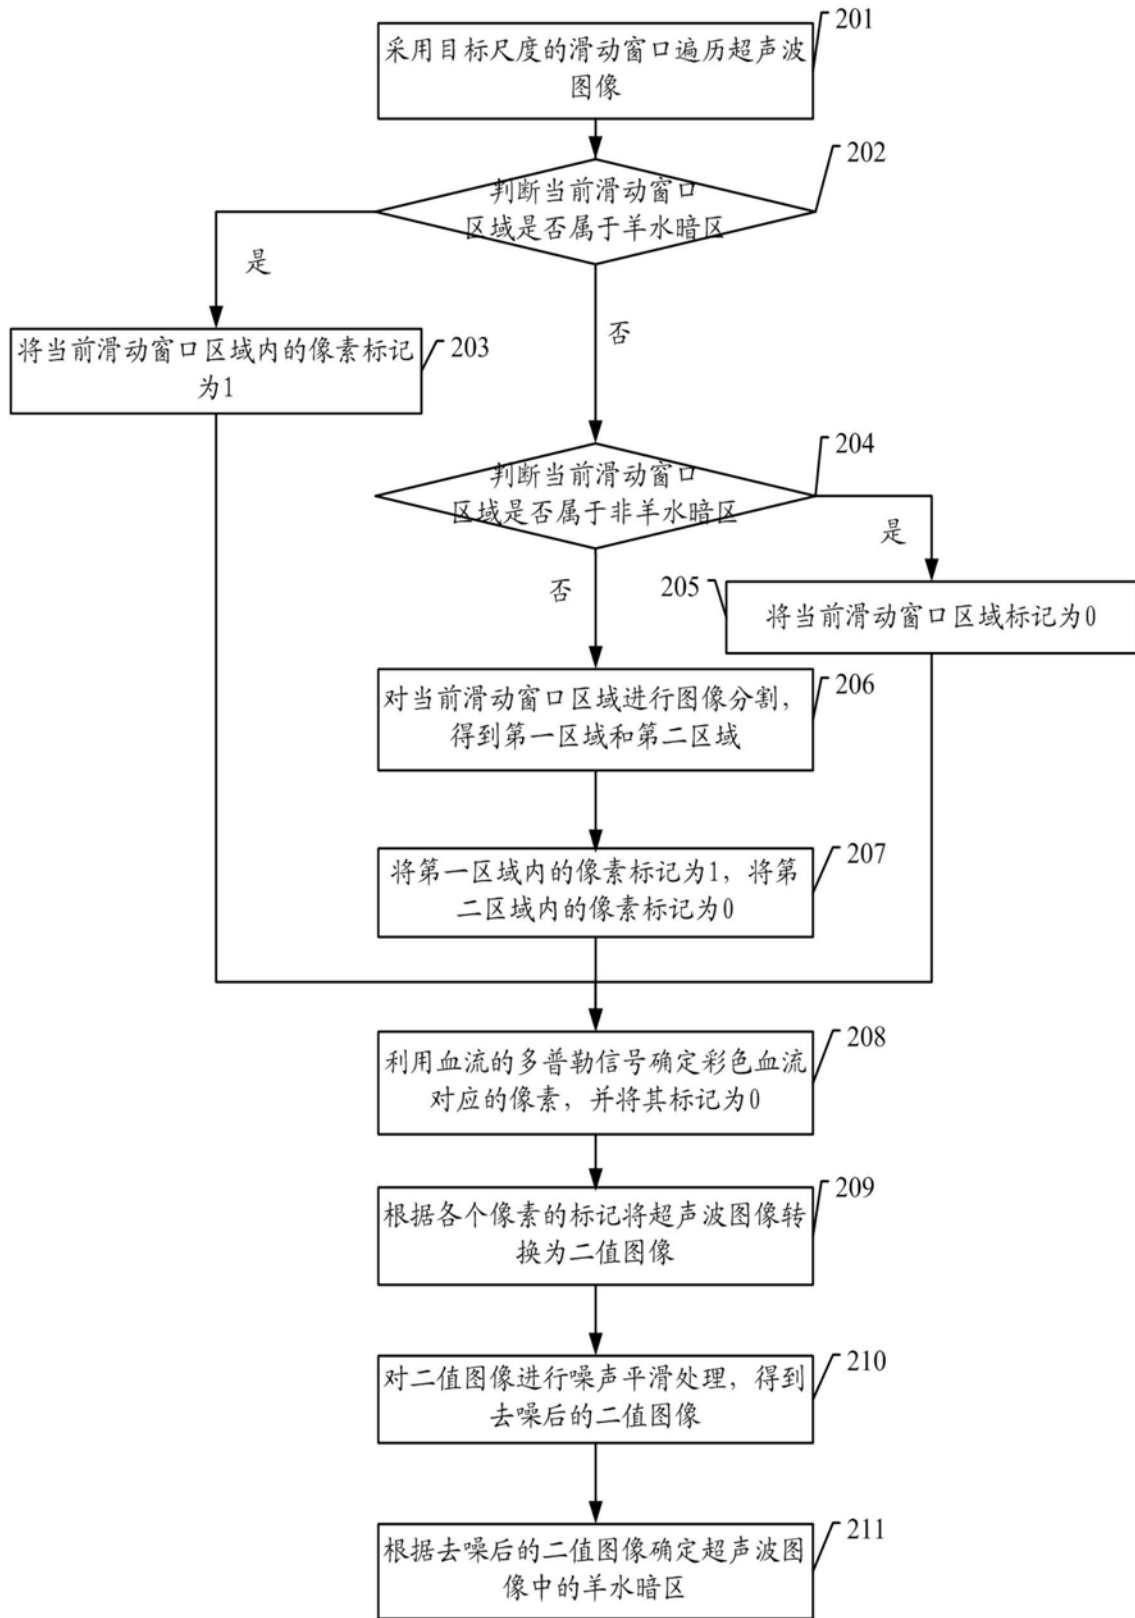 201
采用目标尺度的滑动窗口遍历超声波
图像
202
判断当前滑动窗口
区域是否属于羊水暗区
是
否
将当前滑动窗口区域内的像素标记
为1
203
204
判断当前滑动窗口
区域是否属于非羊水暗区
是
否
205
将当前滑动窗口区域标记为0
206
对当前滑动窗口区域进行图像分割，
得到第一区域和第二区域
207
将第一区域内的像素标记为1，将第
二区域内的像素标记为0
208
利用血流的多普勒信号确定彩色血流
对应的像素，并将其标记为0
209
根据各个像素的标记将超声波图像转
换为二值图像
210
对二值图像进行噪声平滑处理，得到
去噪后的二值图像
211
根据去噪后的二值图像确定超声波图
像中的羊水暗区